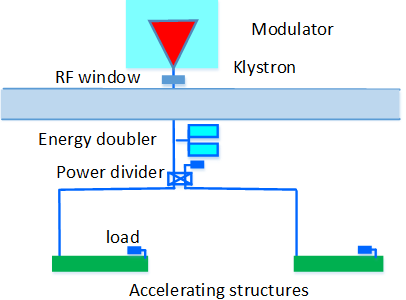 Modulator
Klystron
RF window
Energy doubler
Power divider
load
Accelerating structures